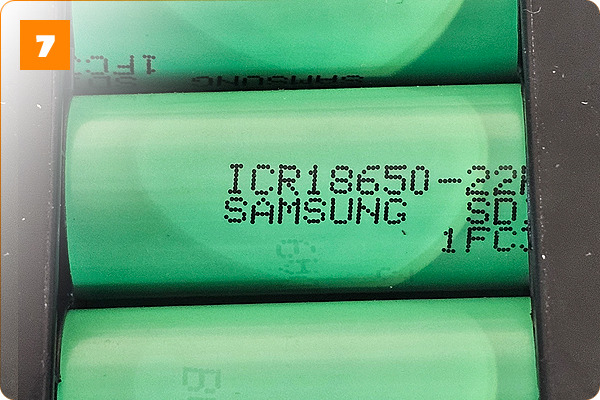 7
ICR18650-22
SAMSUNG SD
1FC